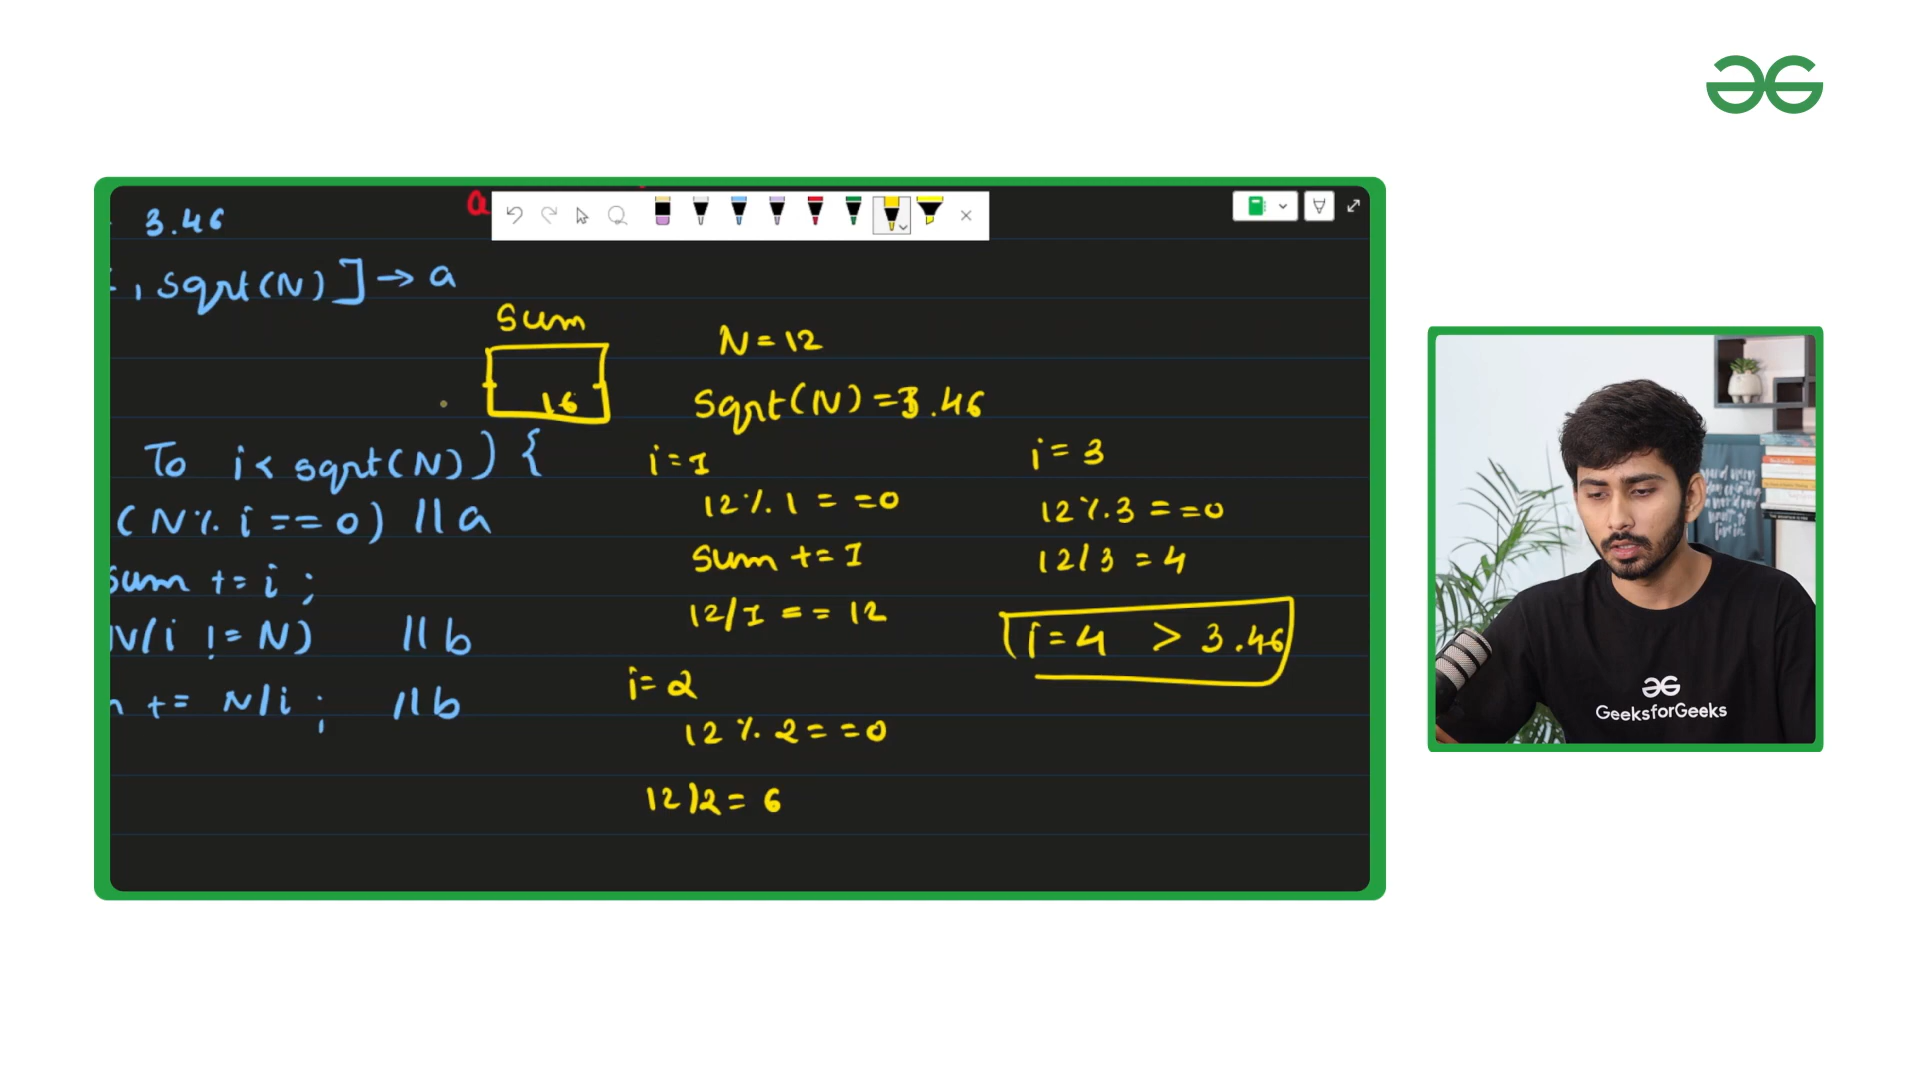 3.46
a
, sqrt(N) ] → a
Sum
16
N = 12
Sqrt(N) = 3.46
To i < sqrt(N) ) {
(N % i == 0) // a
sum += i ;
N/i != N) // b
+= N/i ; // b
i = 1
12 % 1 = = 0
Sum += 1
12/1 = = 12
i = 2
12 % 2 = = 0
12/2 = 6
i = 3
12 % 3 = = 0
12/3 = 4
i = 4 > 3.46
GeeksforGeeks